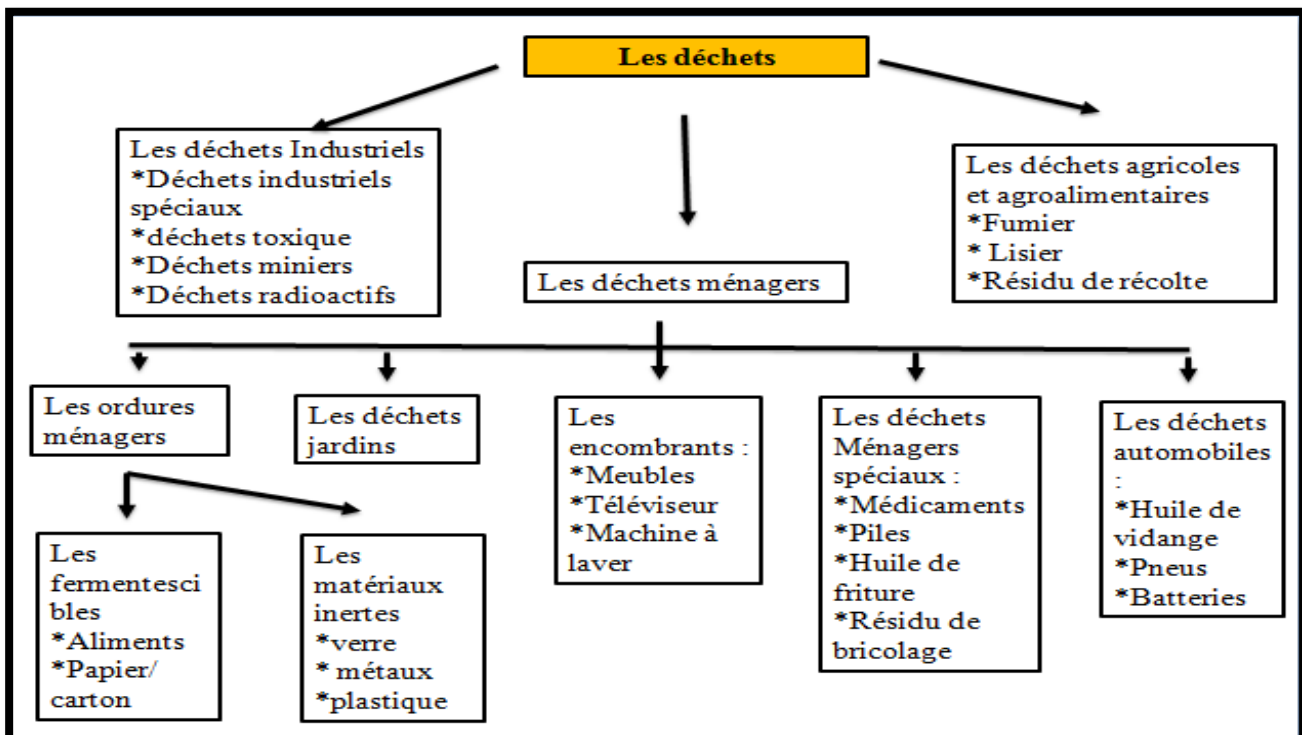 Les déchets
Les déchets Industriels
*Déchets industriels
spéciaux
*déchets toxique
*Déchets miniers
*Déchets radioactifs
Les déchets ménagers
Les déchets agricoles
et agroalimentaires
*Fumier
* Lisier
*Résidu de récolte
Les ordures
ménagers
Les déchets
jardins
Les
encombrants :
*Meubles
*Téléviseur
*Machine à
laver
Les déchets
Ménagers
spéciaux :
*Médicaments
*Piles
*Huile de
friture
*Résidu de
bricolage
Les déchets
automobiles
:
*Huile de
vidange
*Pneus
*Batteries
Les
fermentesci
bles
*Aliments
*Papier/
carton
Les
matériaux
inertes
*verre
* métaux
*plastique